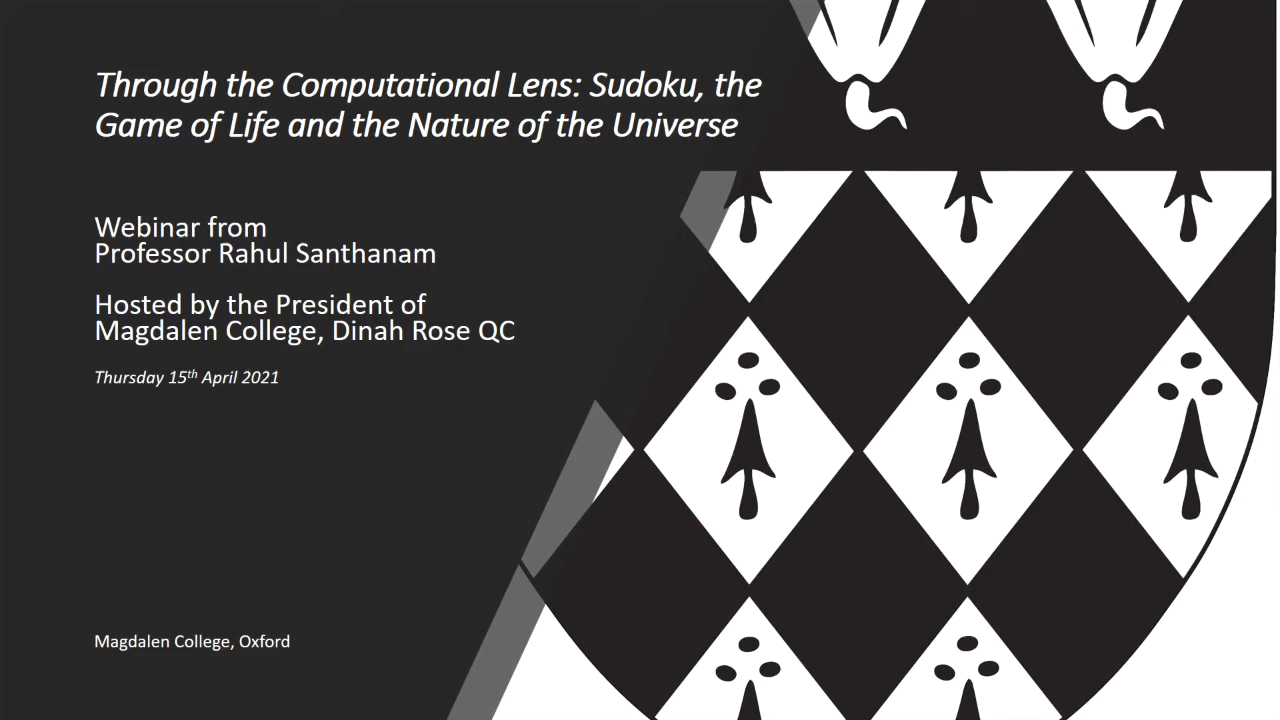 Through the Computational Lens: Sudoku, the
Game of Life and the Nature of the Universe
Webinar from
Professor Rahul Santhanam
Hosted by the President of
Magdalen College, Dinah Rose QC
Thursday 15th April 2021
Magdalen College, Oxford